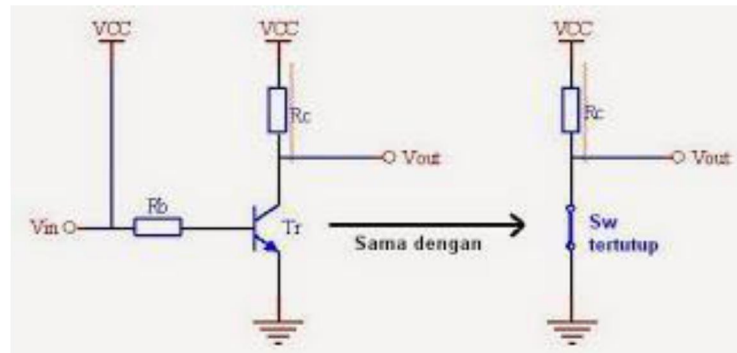 VCC
VCC
VCC
Rc
Rc
Vout
Vout
Vin
Rb
Tr
Sama dengan
Sw
tertutup